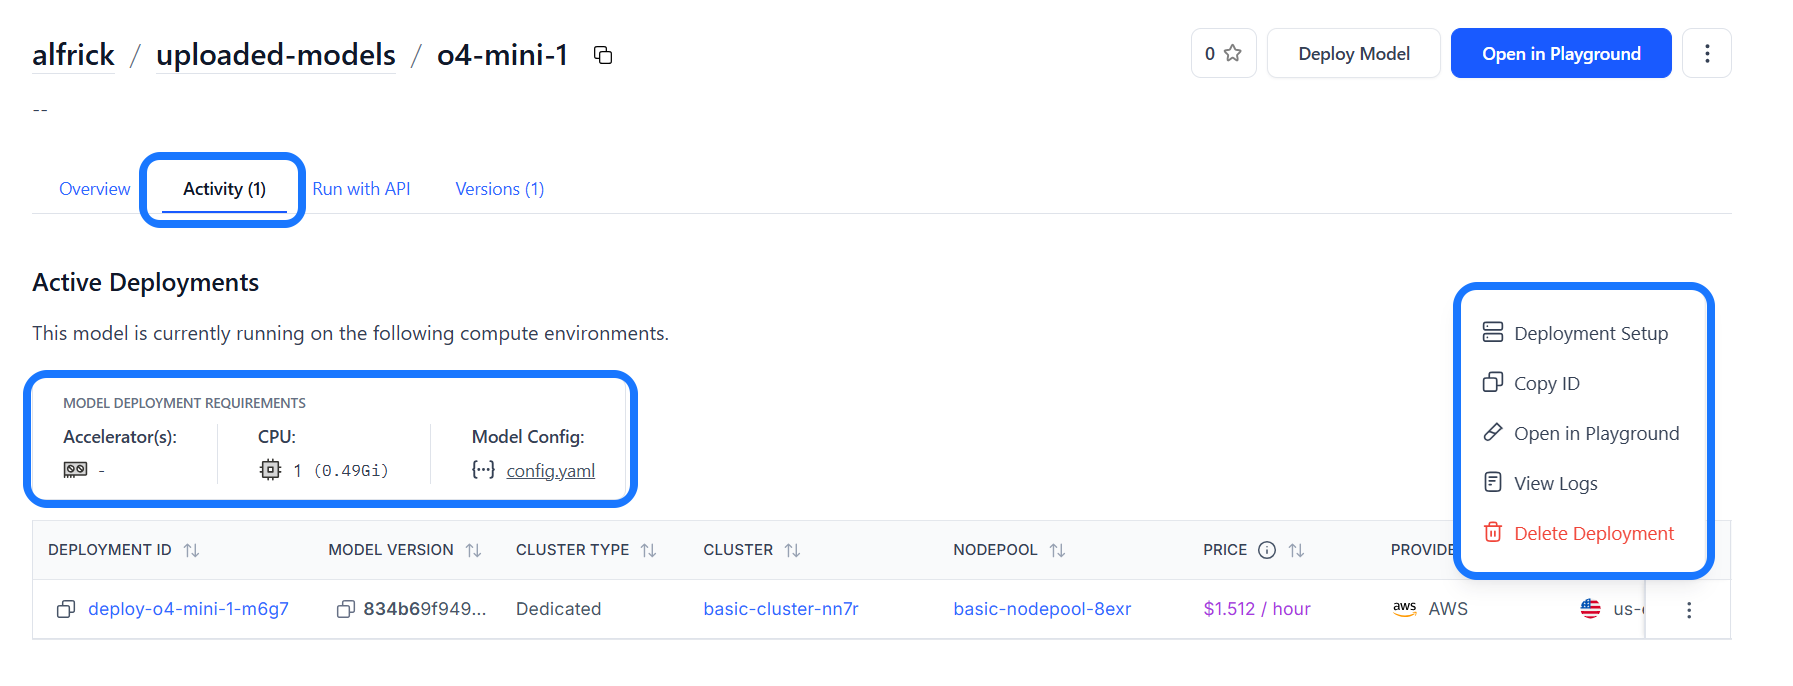 alfrick / uploaded-models / o4-mini-1
0 Deploy Model Open in Playground
--
Overview Activity (1) Run with API Versions (1)
Active Deployments
This model is currently running on the following compute environments.
MODEL DEPLOYMENT REQUIREMENTS
Accelerator(s): CPU: Model Config:
- 1 (0.49Gi) {···} config.yaml
Deployment Setup
Copy ID
Open in Playground
View Logs
Delete Deployment
DEPLOYMENT ID MODEL VERSION CLUSTER TYPE CLUSTER NODEPOOL PRICE PROVIDE
deploy-o4-mini-1-m6g7 834b69f949... Dedicated basic-cluster-nn7r basic-nodepool-8exr $1.512 / hour aws AWS us-